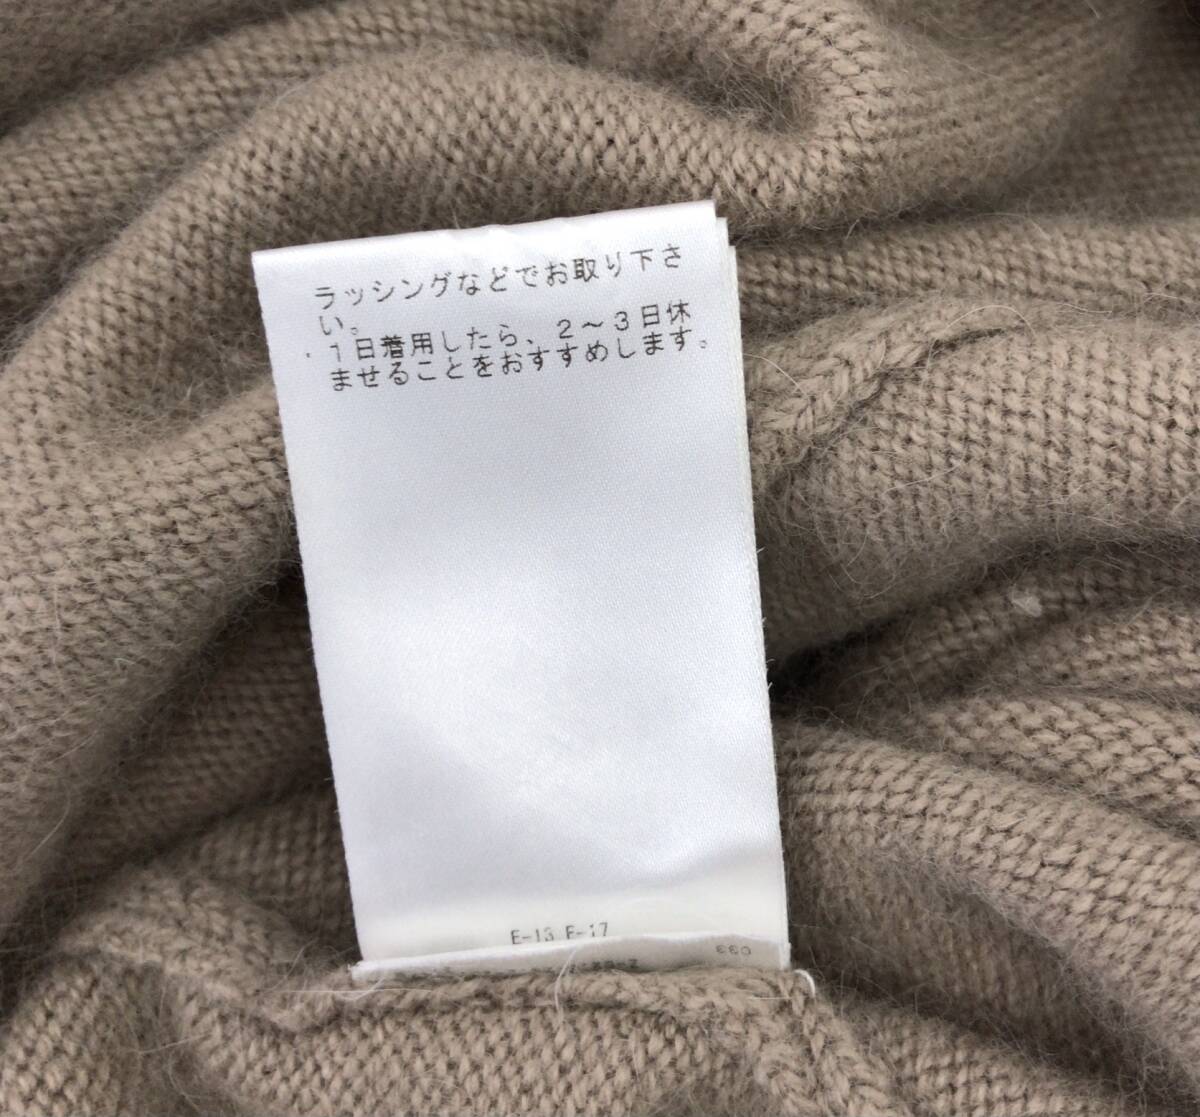 ラッシングなどでお取り下さ
い。
・1日着用したら、2～3日休
ませることをおすすめします。
E-13 F-17
033